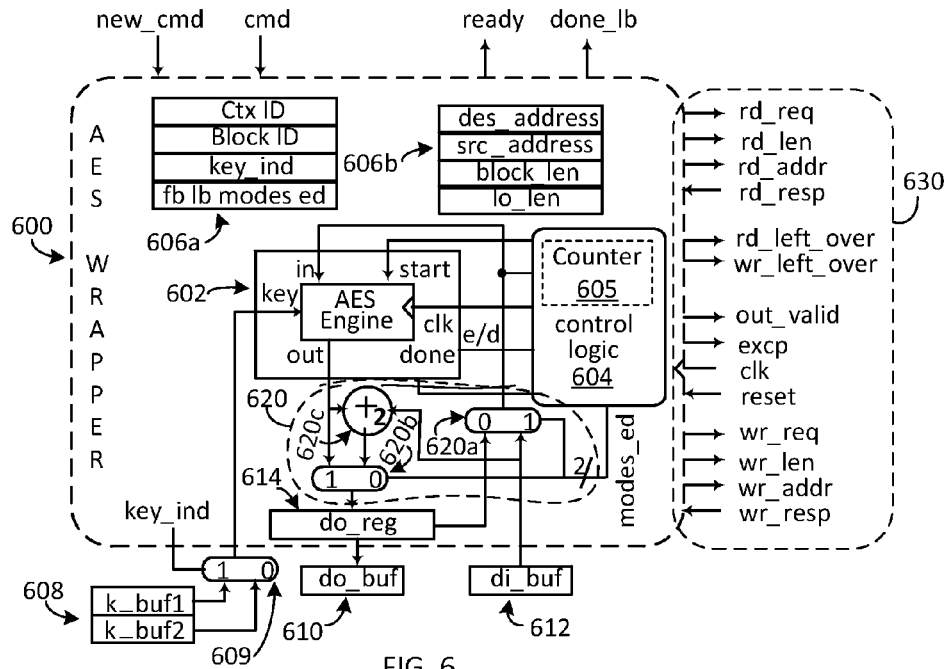 new_cmd
cmd
ready
done_lb
600
AES WRAPPER
Ctx ID
Block ID
key_ind
fb lb modes ed
606a
606b
des_address
src_address
block_len
lo_len
rd_req
rd_len
rd_addr
rd_resp
rd_left_over
wr_left_over
out_valid
excp
clk
reset
wr_req
wr_len
wr_addr
wr_resp
630
602
in
start
key
AES
Engine
clk
out
done
e/d
Counter
605
control
logic
604
620
620c
+
2
620b
620a
0 1
1 0
2
modes_ed
614
do_reg
key_ind
1 0
608
k_buf1
k_buf2
609
do_buf
610
di_buf
612
FIG. 6